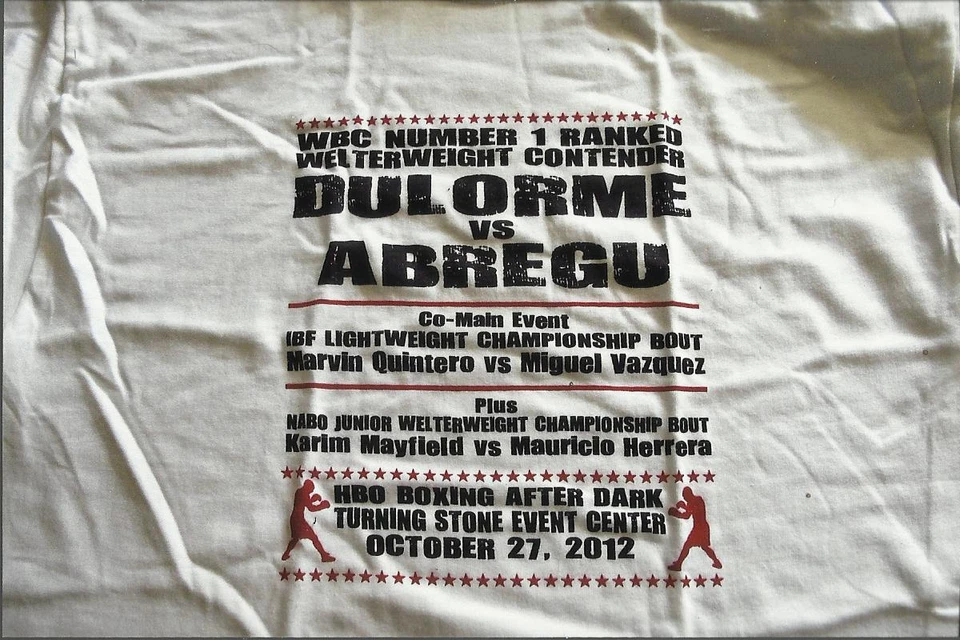 WBC NUMBER 1 RANKED
WELTERWEIGHT CONTENDER
DULORME
VS
ABREGU
Co-Main Event
IBF LIGHTWEIGHT CHAMPIONSHIP BOUT
Marvin Quintero vs Miguel Vazquez
Plus
NABO JUNIOR WELTERWEIGHT CHAMPIONSHIP BOUT
Karim Mayfield vs Mauricio Herrera
HBO BOXING AFTER DARK
TURNING STONE EVENT CENTER
OCTOBER 27, 2012